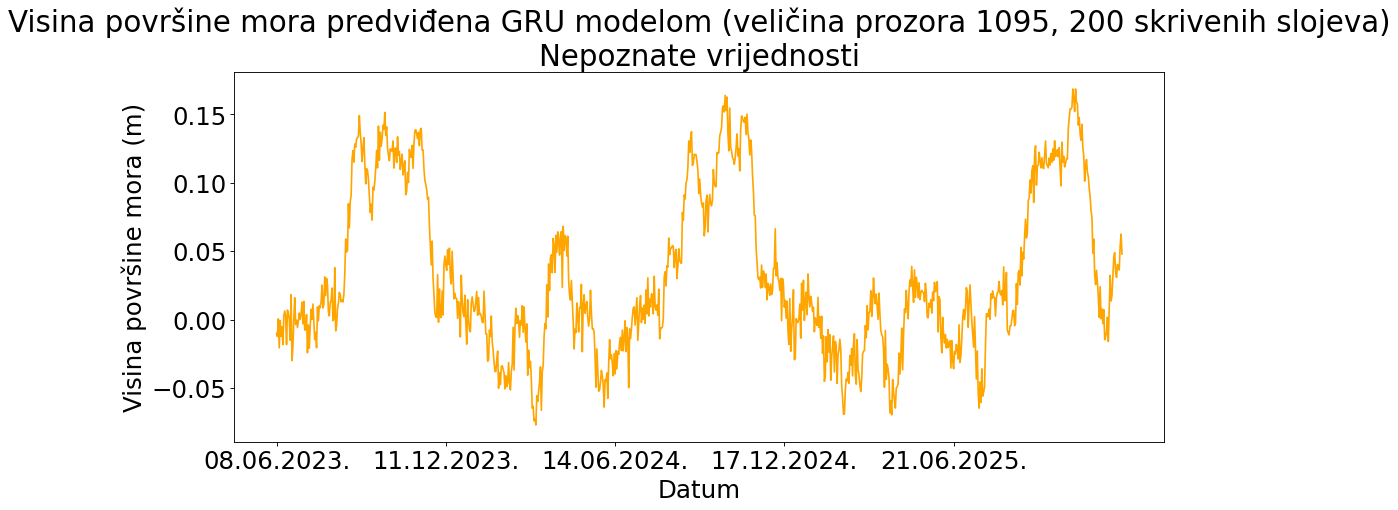 Visina površine mora predviđena GRU modelom (veličina prozora 1095, 200 skrivenih slojeva)
Nepoznate vrijednosti
Visina površine mora (m)
0.15
0.10
0.05
0.00
−0.05
08.06.2023. 11.12.2023. 14.06.2024. 17.12.2024. 21.06.2025.
Datum